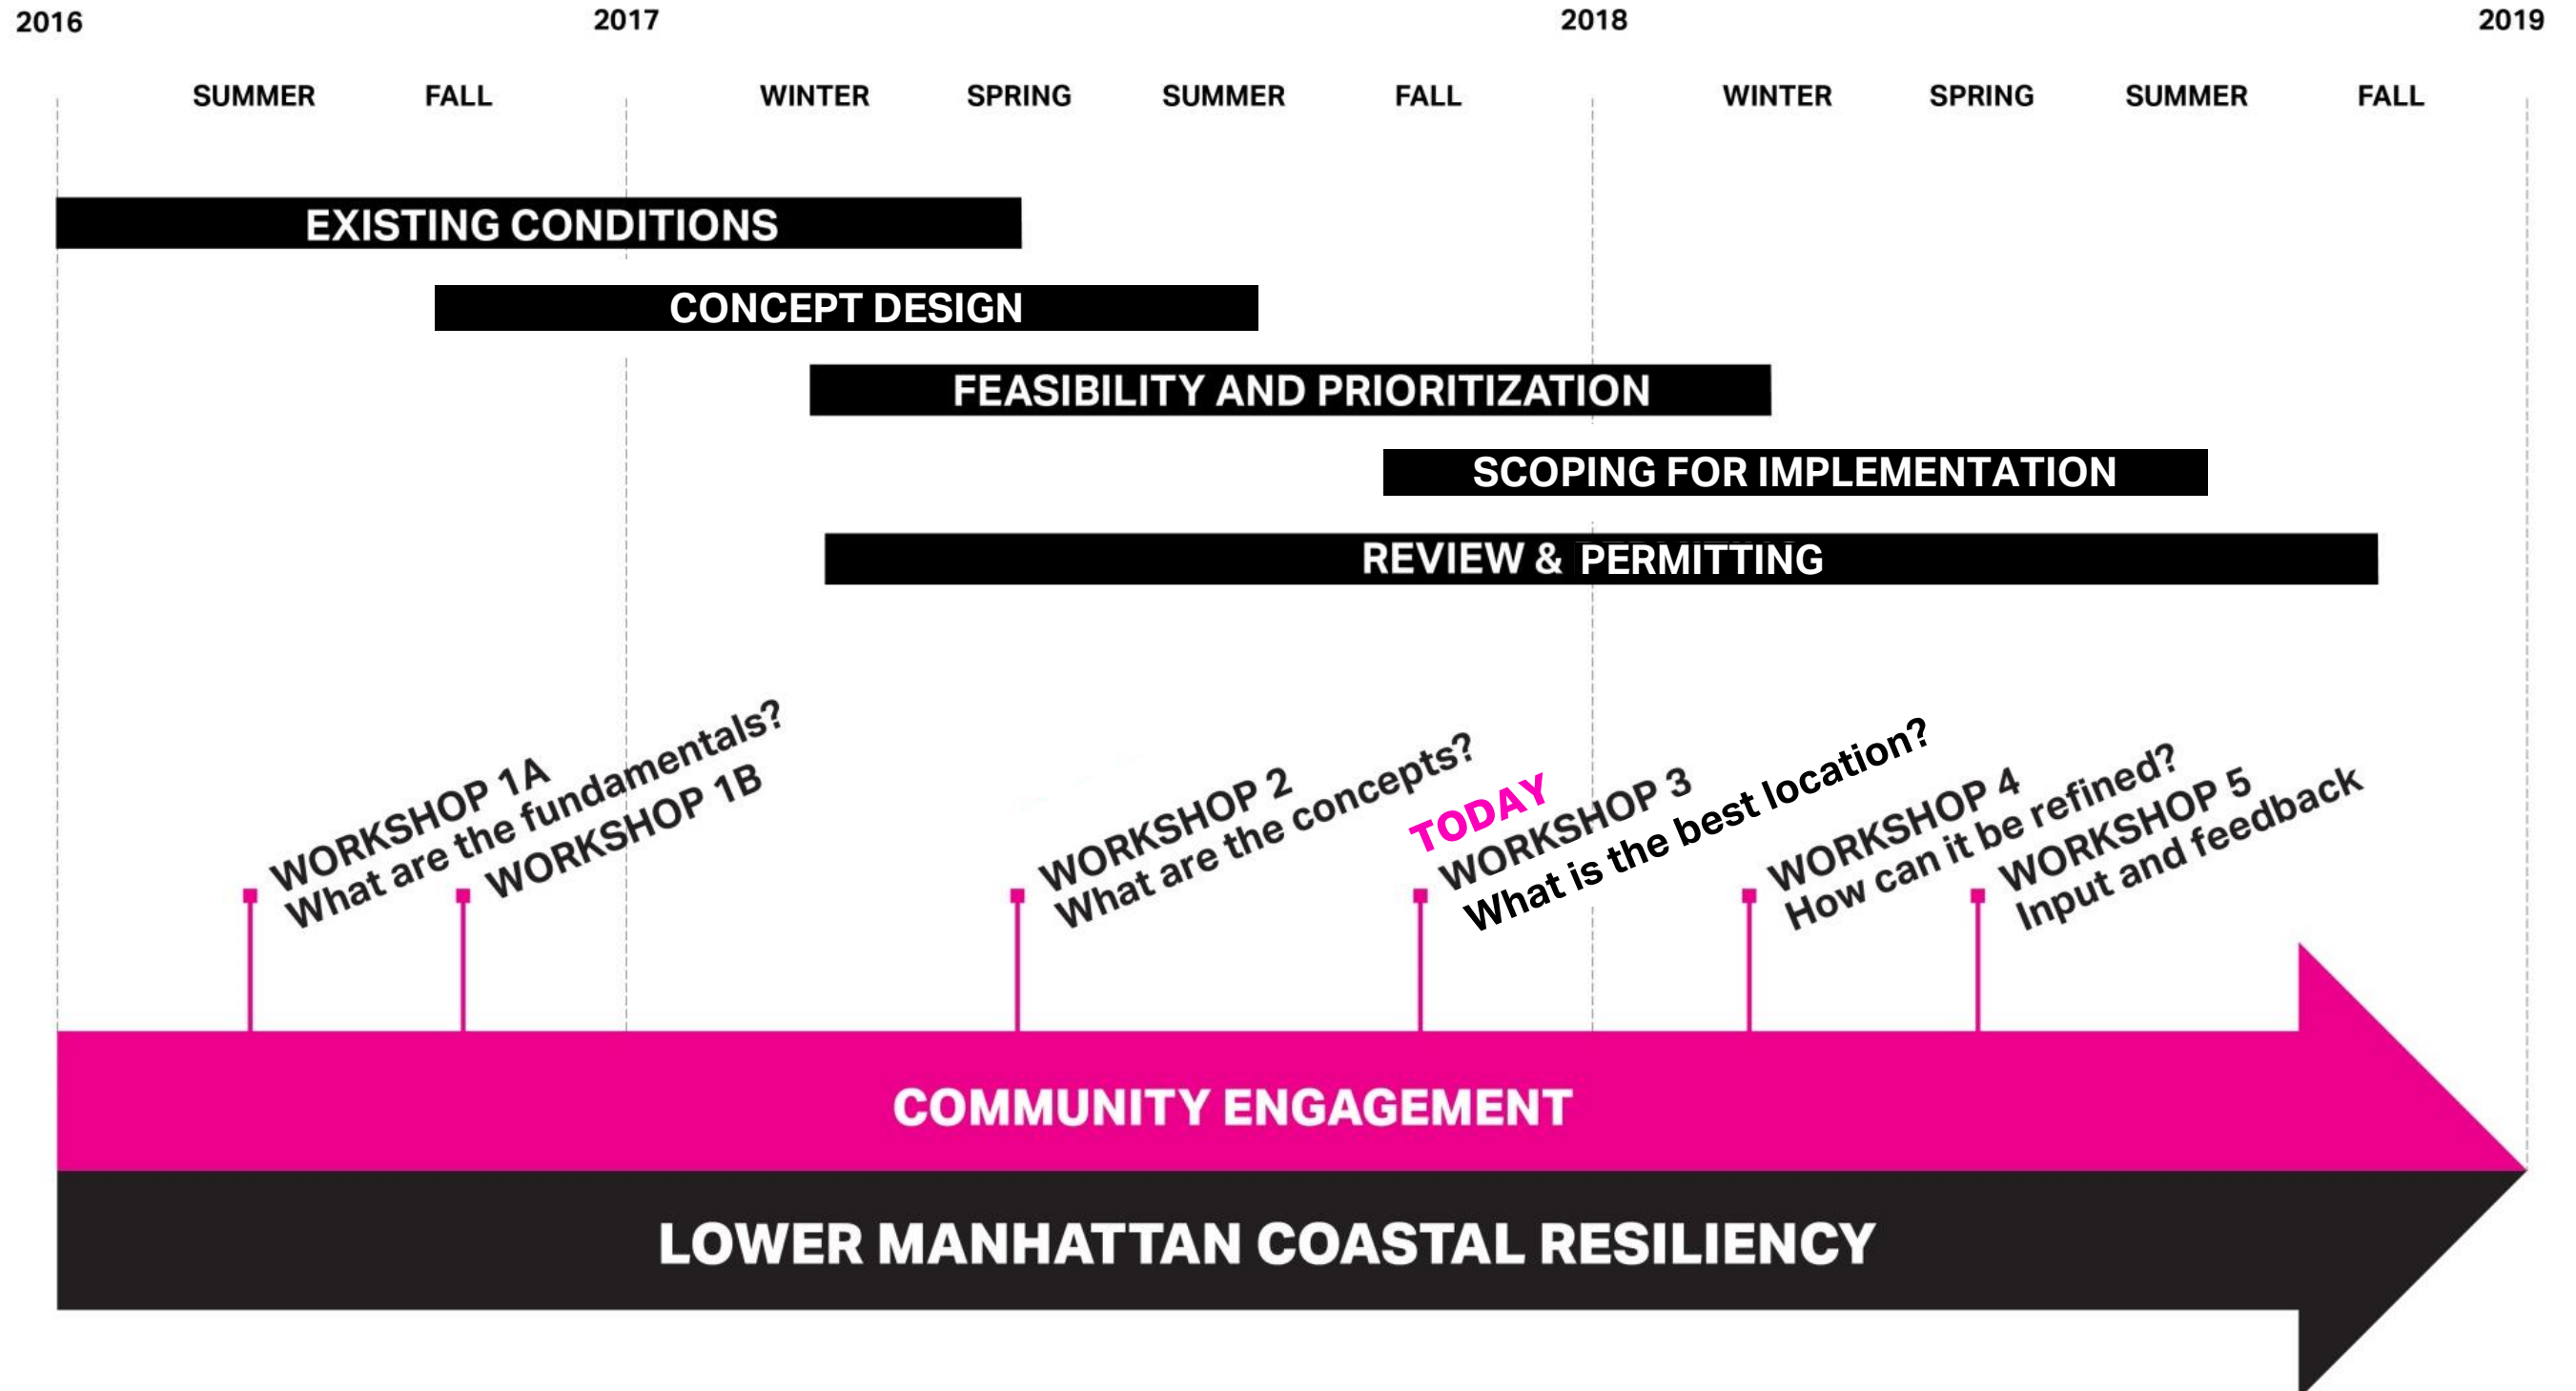 2016 2017 2018 2019
SUMMER FALL WINTER SPRING SUMMER FALL WINTER SPRING SUMMER FALL
EXISTING CONDITIONS
CONCEPT DESIGN
FEASIBILITY AND PRIORITIZATION
SCOPING FOR IMPLEMENTATION
REVIEW & PERMITTING
WORKSHOP 1A
What are the fundamentals?
WORKSHOP 1B
WORKSHOP 2
What are the concepts?
TODAY
WORKSHOP 3
What is the best location?
WORKSHOP 4
How can it be refined?
WORKSHOP 5
Input and feedback
COMMUNITY ENGAGEMENT
LOWER MANHATTAN COASTAL RESILIENCY